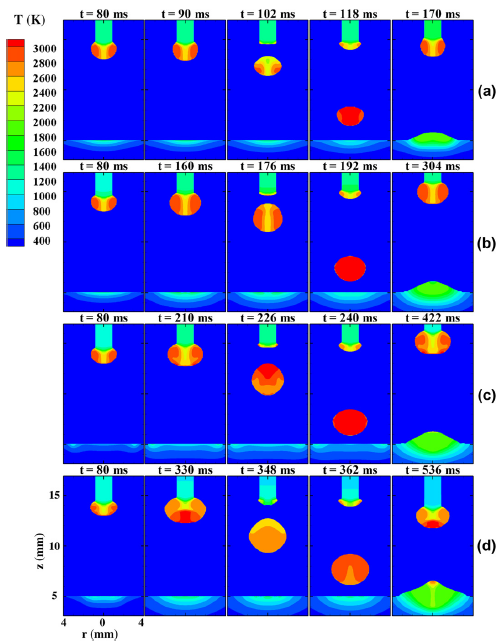 T (K)
3000
2800
2600
2400
2200
2000
1800
1600
1400
1200
1000
800
600
400
t = 80 ms t = 90 ms t = 102 ms t = 118 ms t = 170 ms
(a)
t = 80 ms t = 160 ms t = 176 ms t = 192 ms t = 304 ms
(b)
t = 80 ms t = 210 ms t = 226 ms t = 240 ms t = 422 ms
(c)
t = 80 ms t = 330 ms t = 348 ms t = 362 ms t = 536 ms
(d)
15
10
5
z (mm)
4 0 4
r (mm)